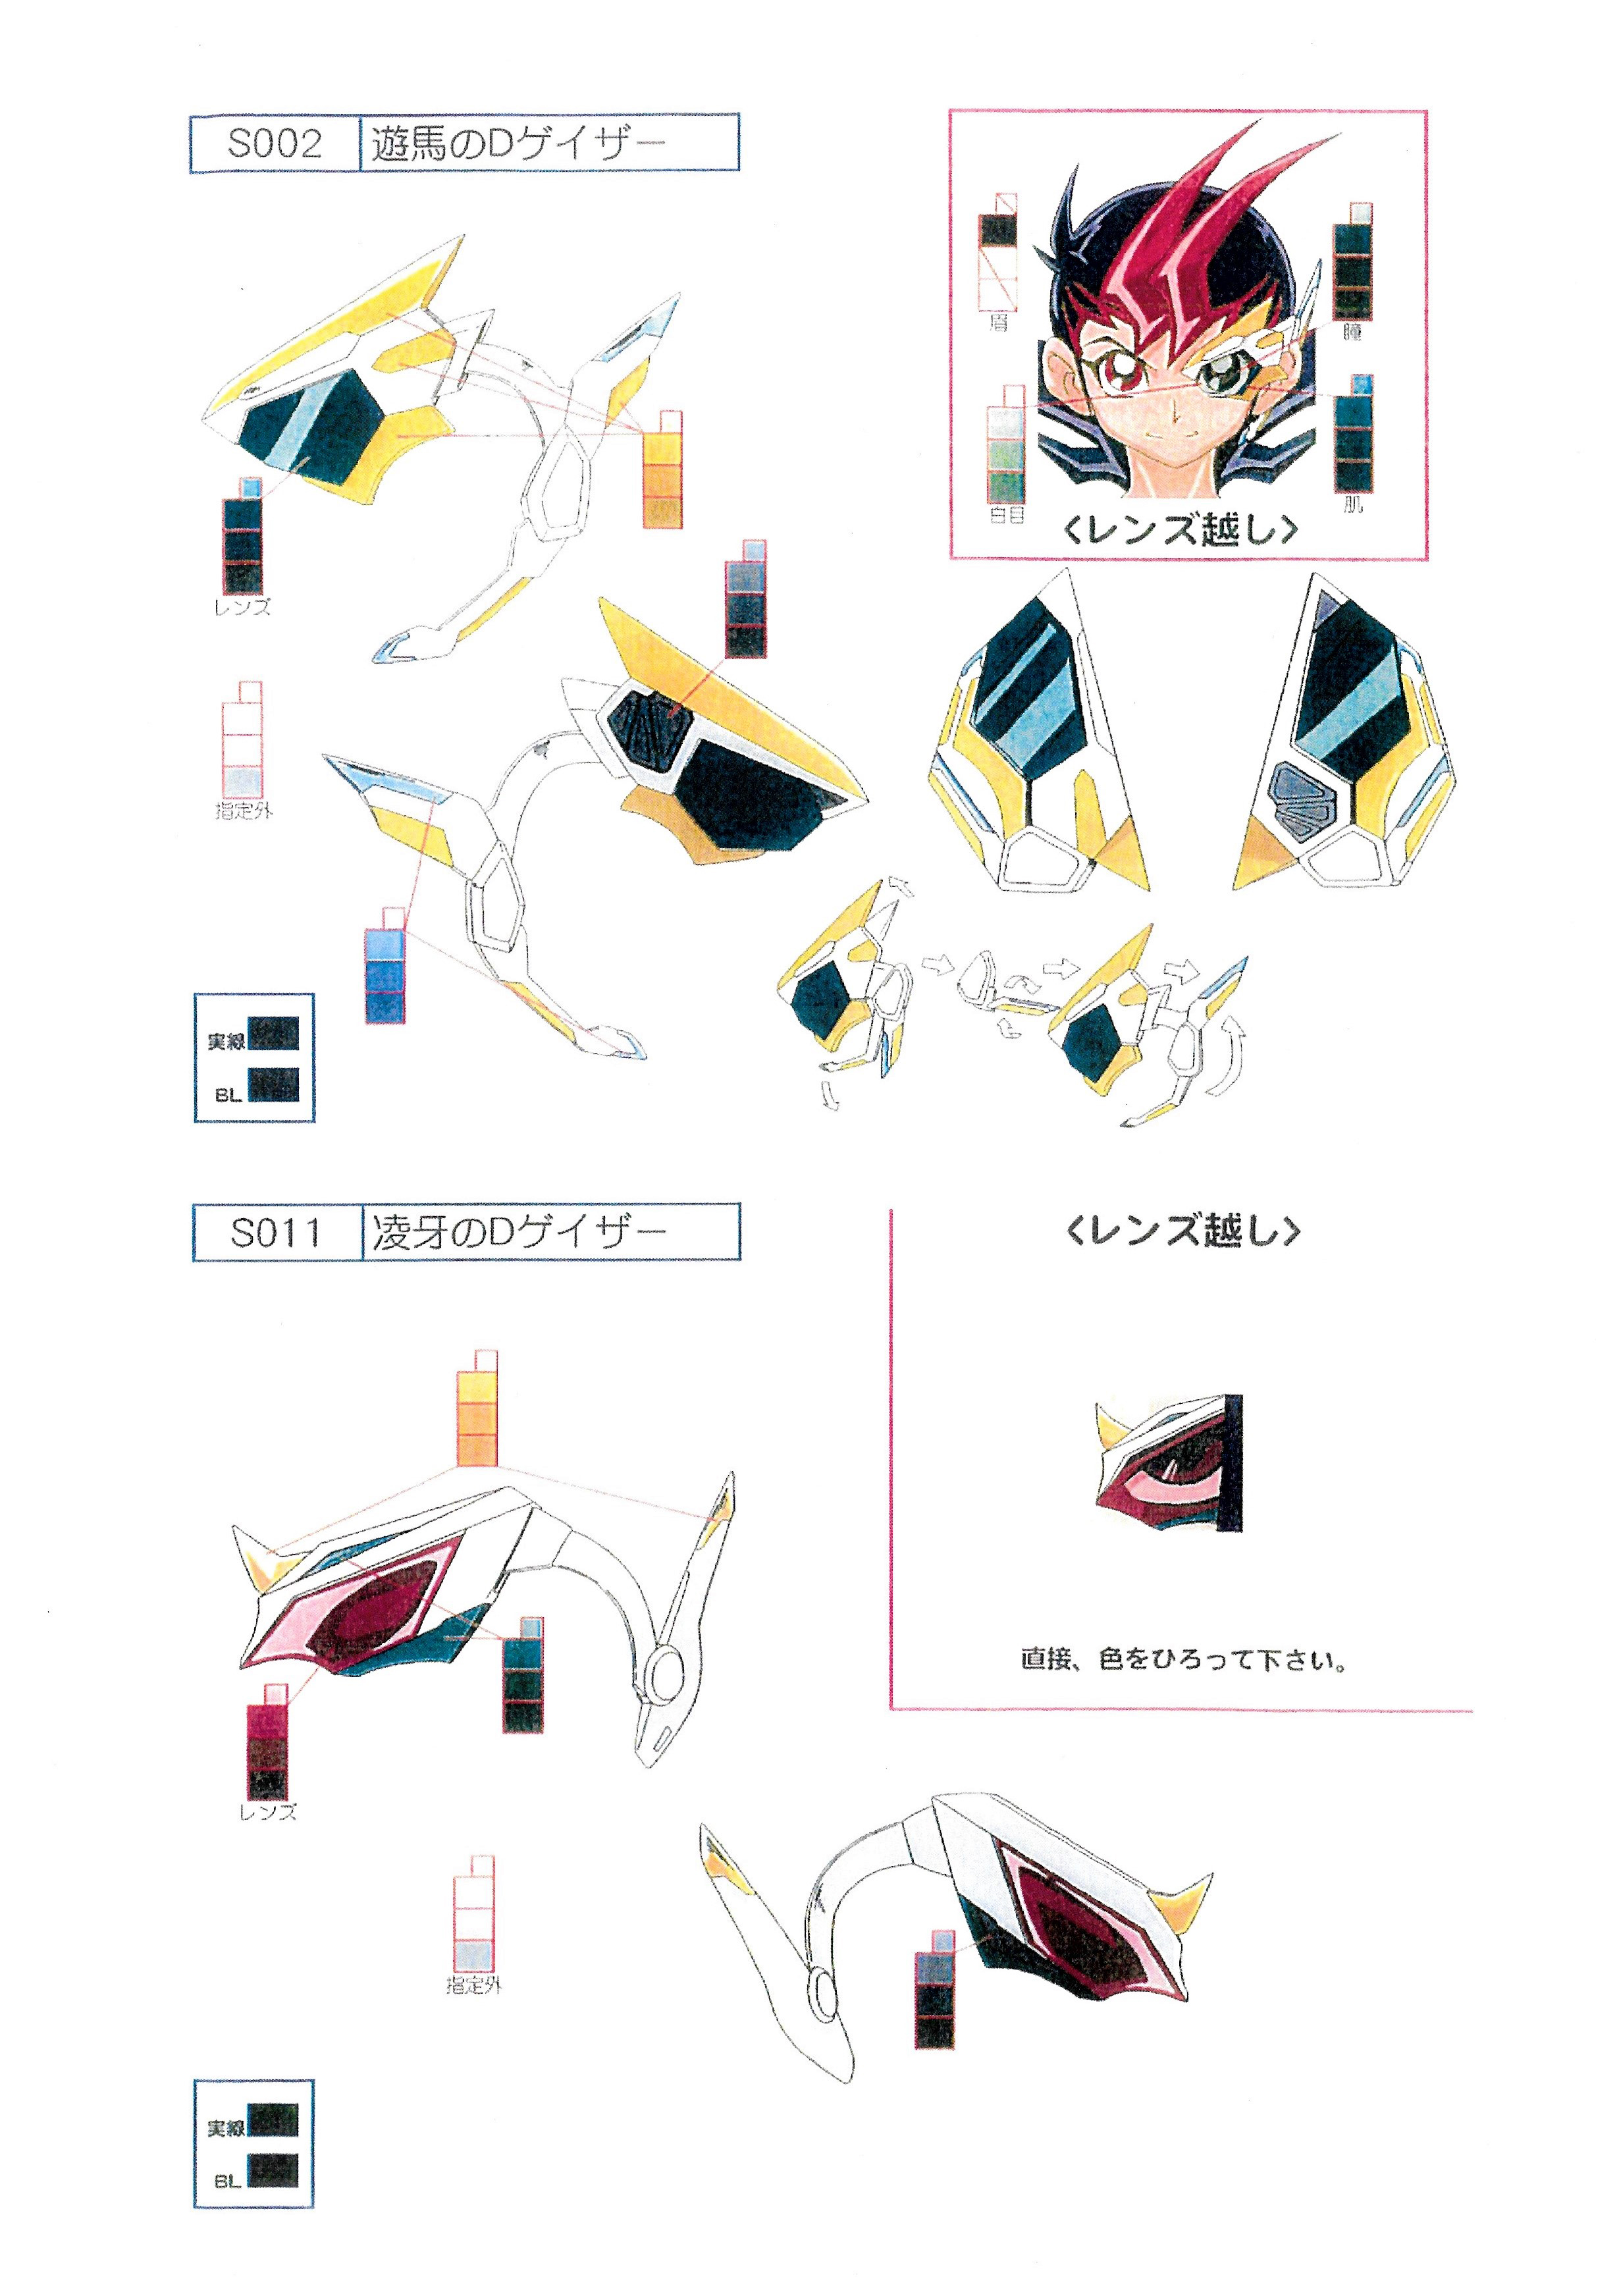 S002 遊馬のDゲイザー
眉
瞳
白目
肌
<レンズ越し>
レンズ
指定外
実線
BL
S011 凌牙のDゲイザー
<レンズ越し>
直接、色をひろって下さい。
レンズ
指定外
実線
BL